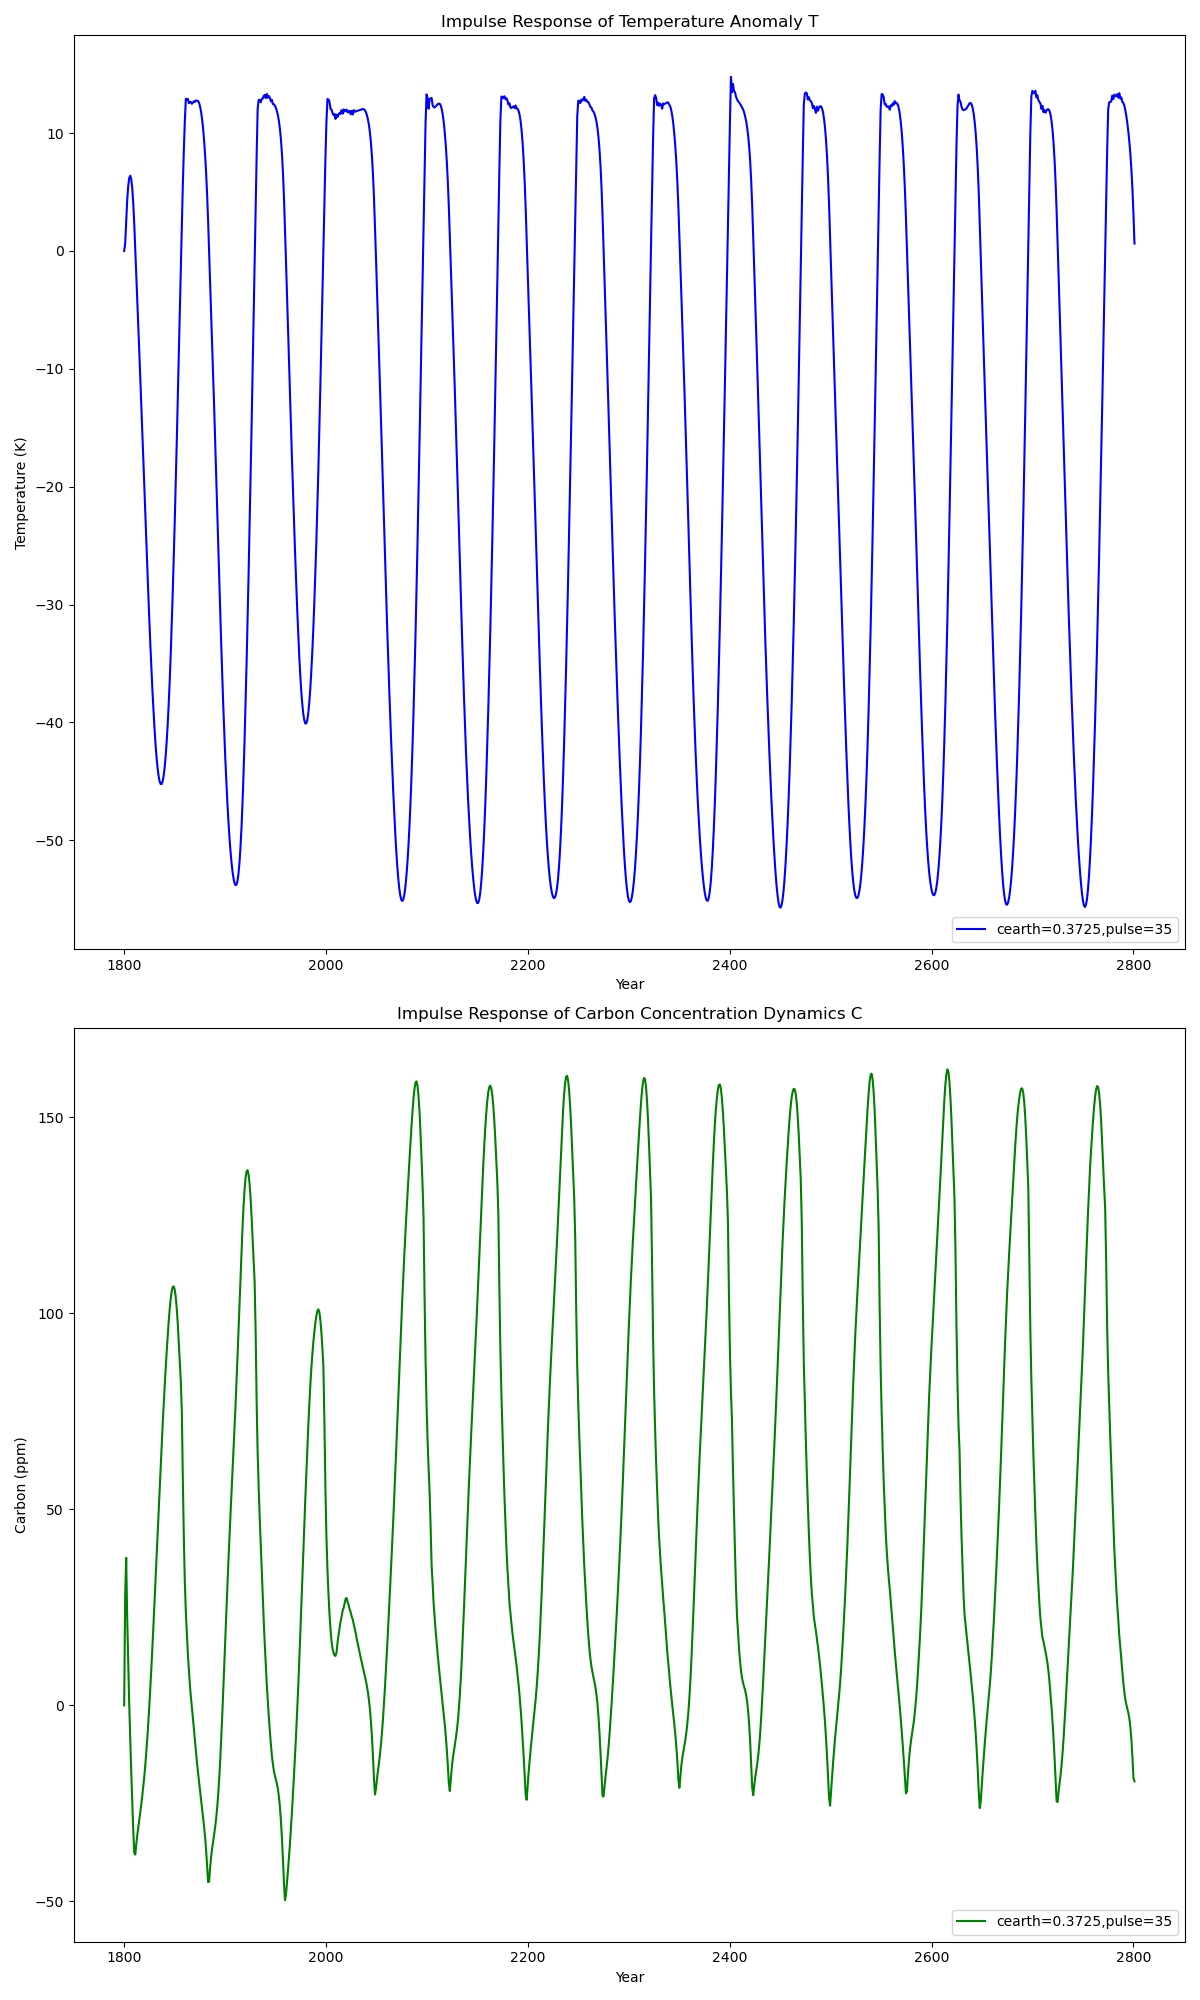 Impulse Response of Temperature Anomaly T
10
0
−10
−20
−30
−40
−50
Temperature (K)
cearth=0.3725,pulse=35
1800 2000 2200 2400 2600 2800
Year
Impulse Response of Carbon Concentration Dynamics C
150
100
50
0
−50
Carbon (ppm)
cearth=0.3725,pulse=35
1800 2000 2200 2400 2600 2800
Year